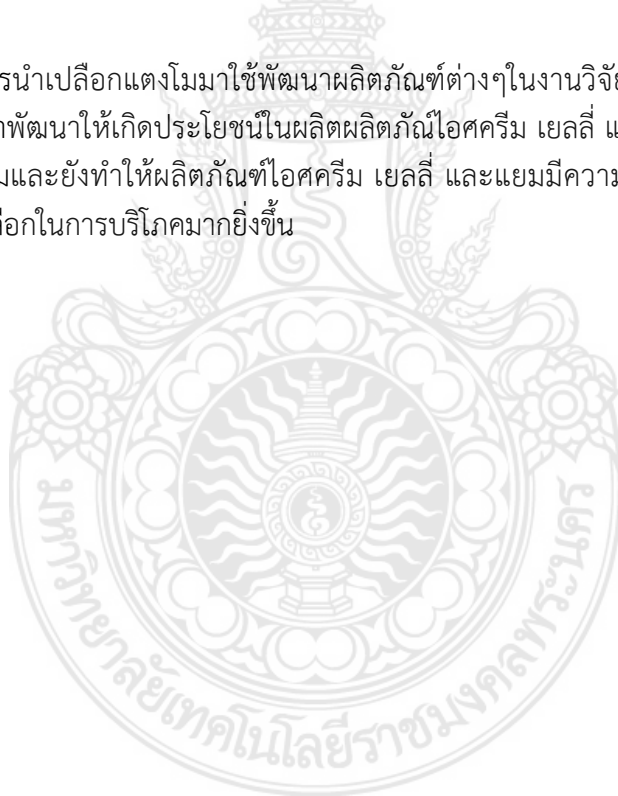 รนำเปลือกแตงโมมาใช้พัฒนาผลิตภัณฑ์ต่างๆในงานวิจัย
าพัฒนาให้เกิดประโยชน์ในผลิตผลิตภัณ์ไอศครีม เยลลี่ แ
มและยังทำให้ผลิตภัณฑ์ไอศครีม เยลลี่ และแยมมีความ
ลือกในการบริโภคมากยิ่งขึ้น
มหาวิทยาลัยเทคโนโลยีราชมงคลพระนคร